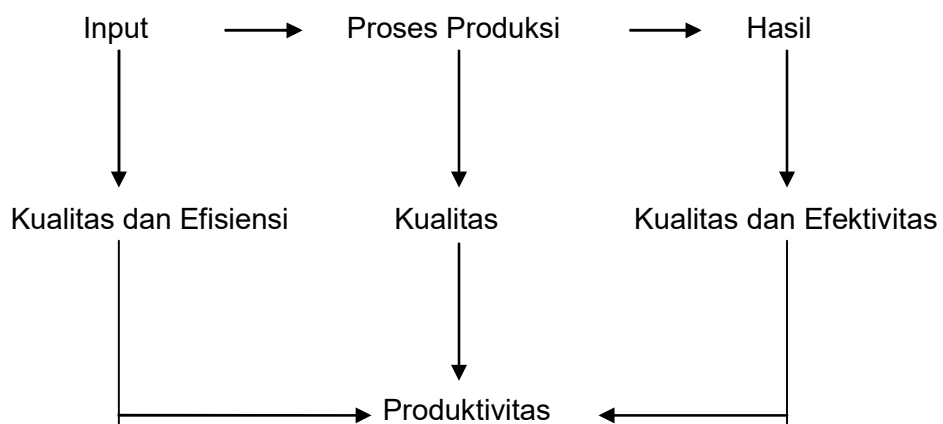 Input Proses Produksi Hasil
Kualitas dan Efisiensi Kualitas Kualitas dan Efektivitas
Produktivitas